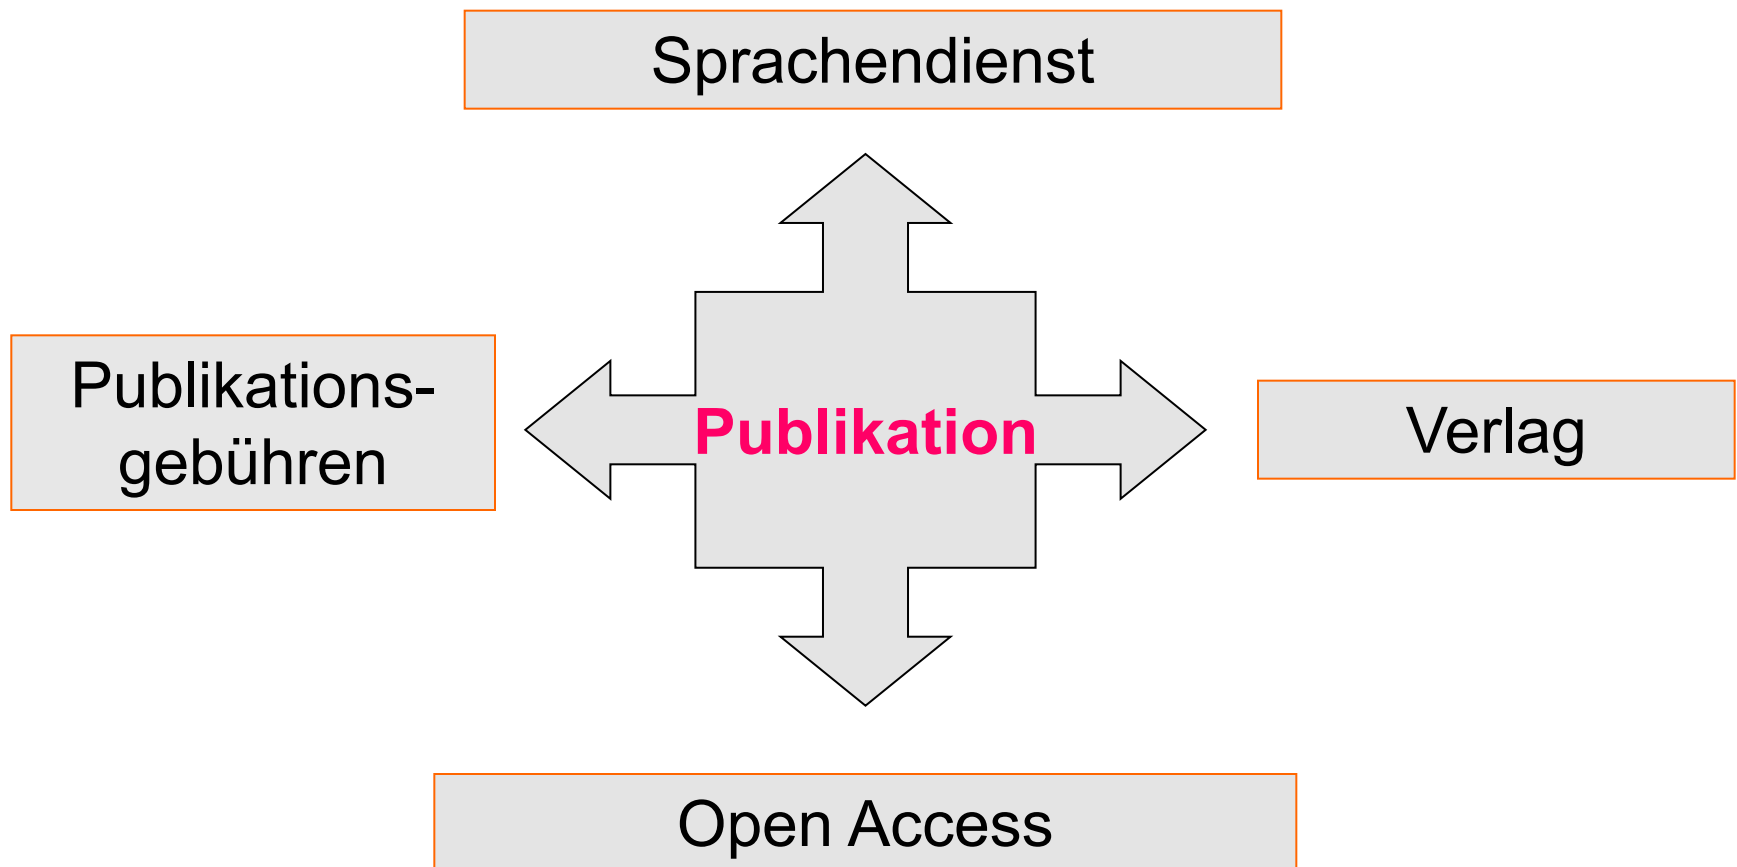 Sprachendienst
Publikations-
gebühren
Publikation
Verlag
Open Access